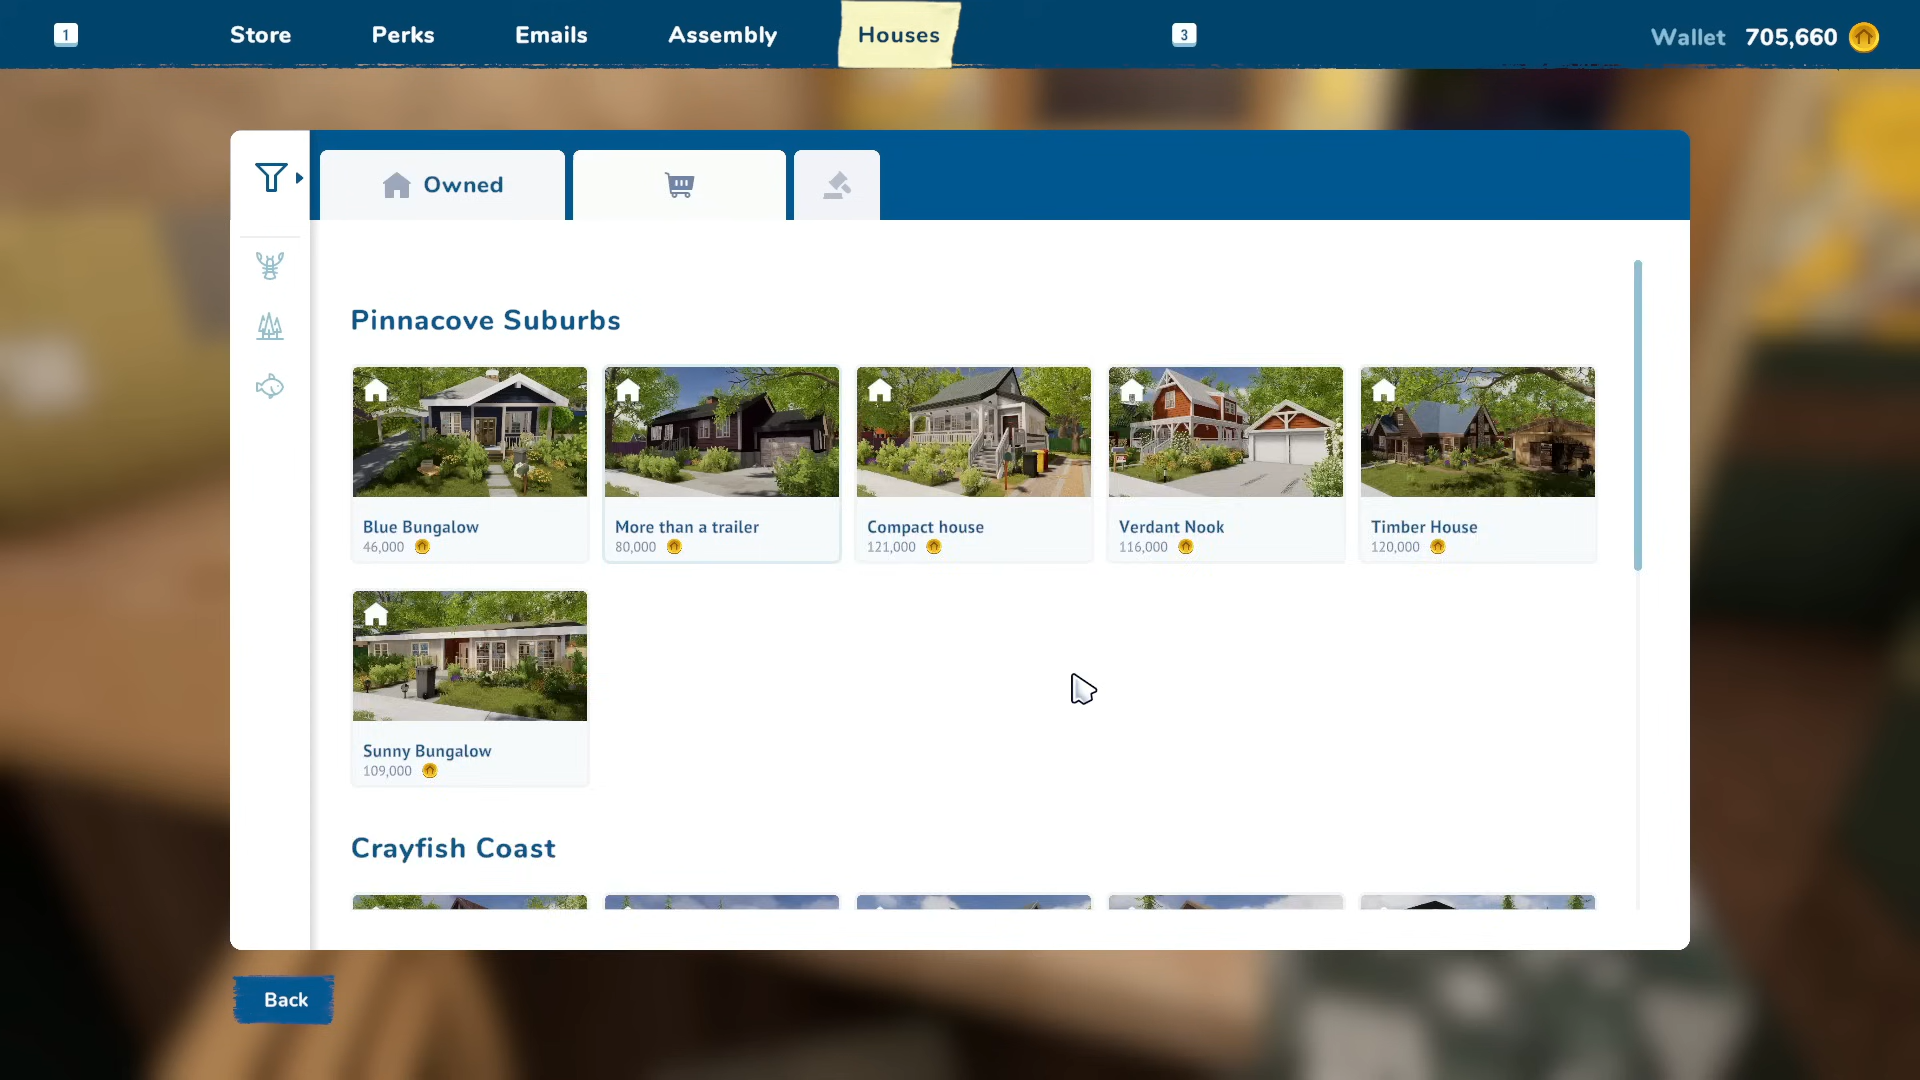 1 Store Perks Emails Assembly Houses 3 Wallet 705,660
Owned
Pinnacove Suburbs
Blue Bungalow More than a trailer Compact house Verdant Nook Timber House
46,000 80,000 121,000 116,000 120,000
Sunny Bungalow
109,000
Crayfish Coast
Back